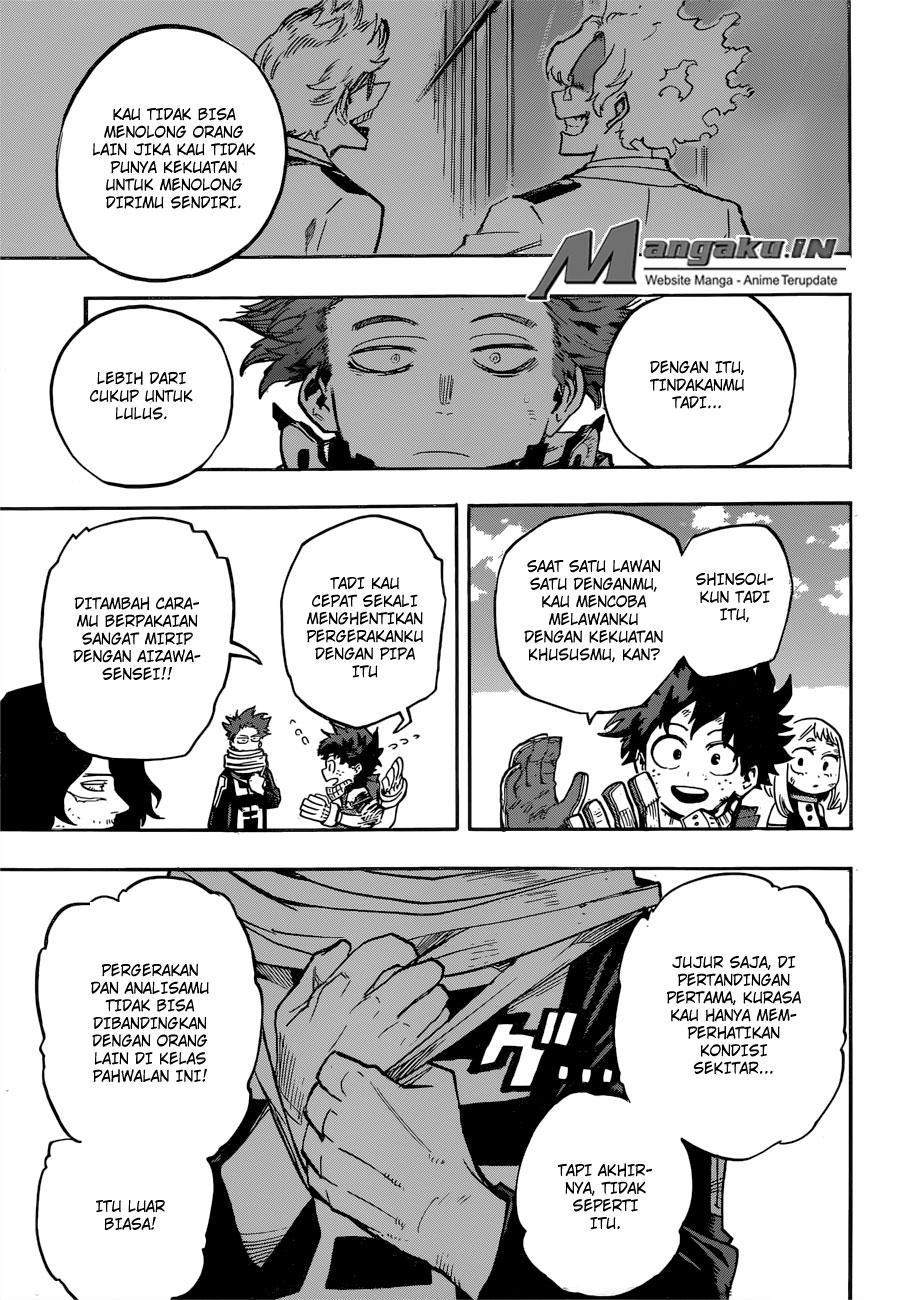 KAU TIDAK BISA
MENOLONG ORANG
LAIN JIKA KAU TIDAK
PUNYA KEKUATAN
UNTUK MENOLONG
DIRIMU SENDIRI.
Mangaku.in
Website Manga - Anime Terupdate
DENGAN ITU,
TINDAKANMU
TADI...
LEBIH DARI
CUKUP UNTUK
LULUS.
SHINSOU-
KUN TADI
ITU,
SAAT SATU LAWAN
SATU DENGANMU,
KAU MENCOBA
MELAWANKU
DENGAN KEKUATAN
KHUSUSMU, KAN?
TADI KAU
CEPAT SEKALI
MENGHENTIKAN
PERGERAKANKU
DENGAN PIPA
ITU
DITAMBAH CARA-
MU BERPAKAIAN
SANGAT MIRIP
DENGAN AIZAWA-
SENSEI!!
JUJUR SAJA, DI
PERTANDINGAN
PERTAMA, KURASA
KAU HANYA MEM-
PERHATIKAN
KONDISI
SEKITAR...
TAPI AKHIR-
NYA, TIDAK
SEPERTI
ITU.
グ....
PERGERAKAN
DAN ANALISAMU
TIDAK BISA
DIBANDINGKAN
DENGAN ORANG
LAIN DI KELAS
PAHWALAN INI!
ITU LUAR
BIASA!